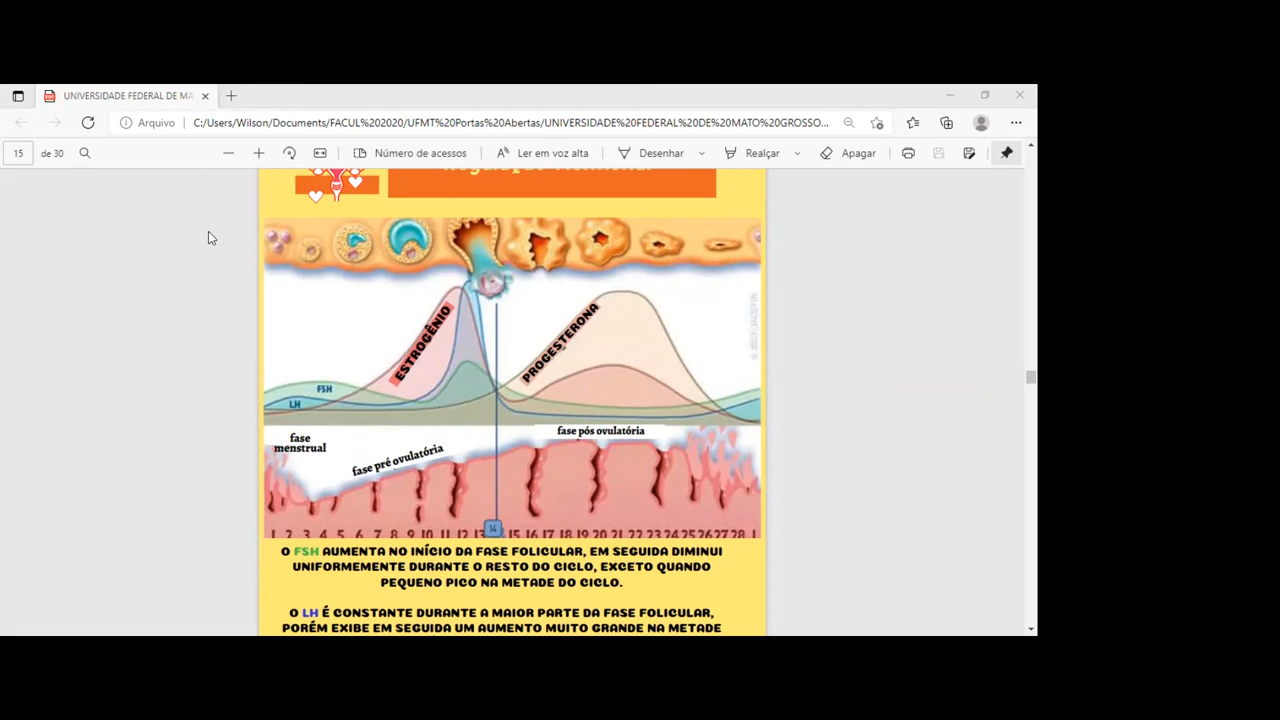 UNIVERSIDADE FEDERAL DE MA
Arquivo C:/Users/Wilson/Documents/FACUL%202020/UFMT%20Portas%20Abertas/UNIVERSIDADE%20FEDERAL%20DE%20MATO%20GROSSO...
15 de 30 Número de acessos Ler em voz alta Desenhar Realçar Apagar
ESTROGÊNIO
PROGESTERONA
FSH
LH
fase
menstrual
fase pré ovulatória
fase pós ovulatória
1 2 3 4 5 6 7 8 9 10 11 12 13 14 15 16 17 18 19 20 21 22 23 24 25 26 27 28 1
O FSH AUMENTA NO INÍCIO DA FASE FOLICULAR, EM SEGUIDA DIMINUI
UNIFORMEMENTE DURANTE O RESTO DO CICLO, EXCETO QUANDO
PEQUENO PICO NA METADE DO CICLO.
O LH É CONSTANTE DURANTE A MAIOR PARTE DA FASE FOLICULAR,
PORÉM EXIBE EM SEGUIDA UM AUMENTO MUITO GRANDE NA METADE